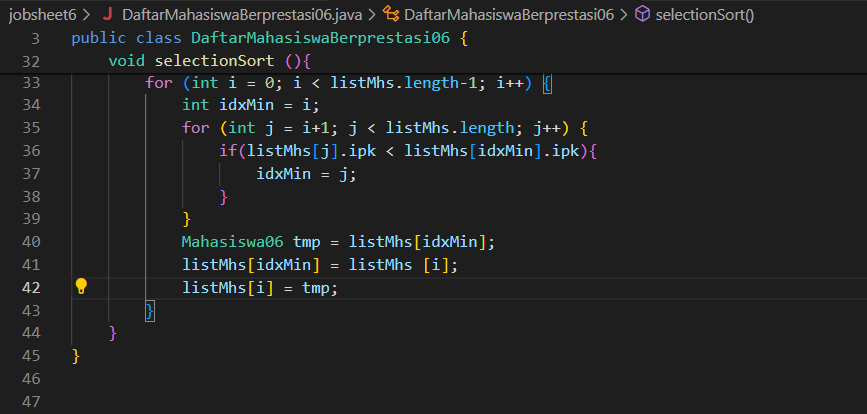 jobsheet6 > J DaftarMahasiswaBerprestasi06.java > DaftarMahasiswaBerprestasi06 > selectionSort()
3 public class DaftarMahasiswaBerprestasi06 {
32 void selectionSort (){
33 for (int i = 0; i < listMhs.length-1; i++) {
34 int idxMin = i;
35 for (int j = i+1; j < listMhs.length; j++) {
36 if(listMhs[j].ipk < listMhs[idxMin].ipk){
37 idxMin = j;
38 }
39 }
40 Mahasiswa06 tmp = listMhs[idxMin];
41 listMhs[idxMin] = listMhs [i];
42 listMhs[i] = tmp;
43 }
44 }
45 }
46
47